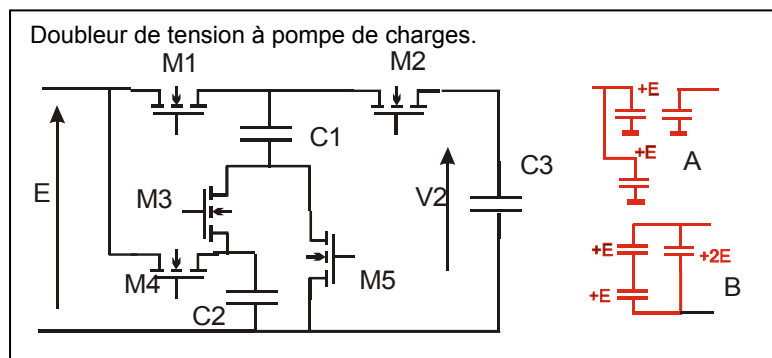 Doubleur de tension à pompe de charges.
M1
M2
C1
C3
M3
E
V2
M4
M5
C2
+E
+E
A
+E
+2E
+E
B